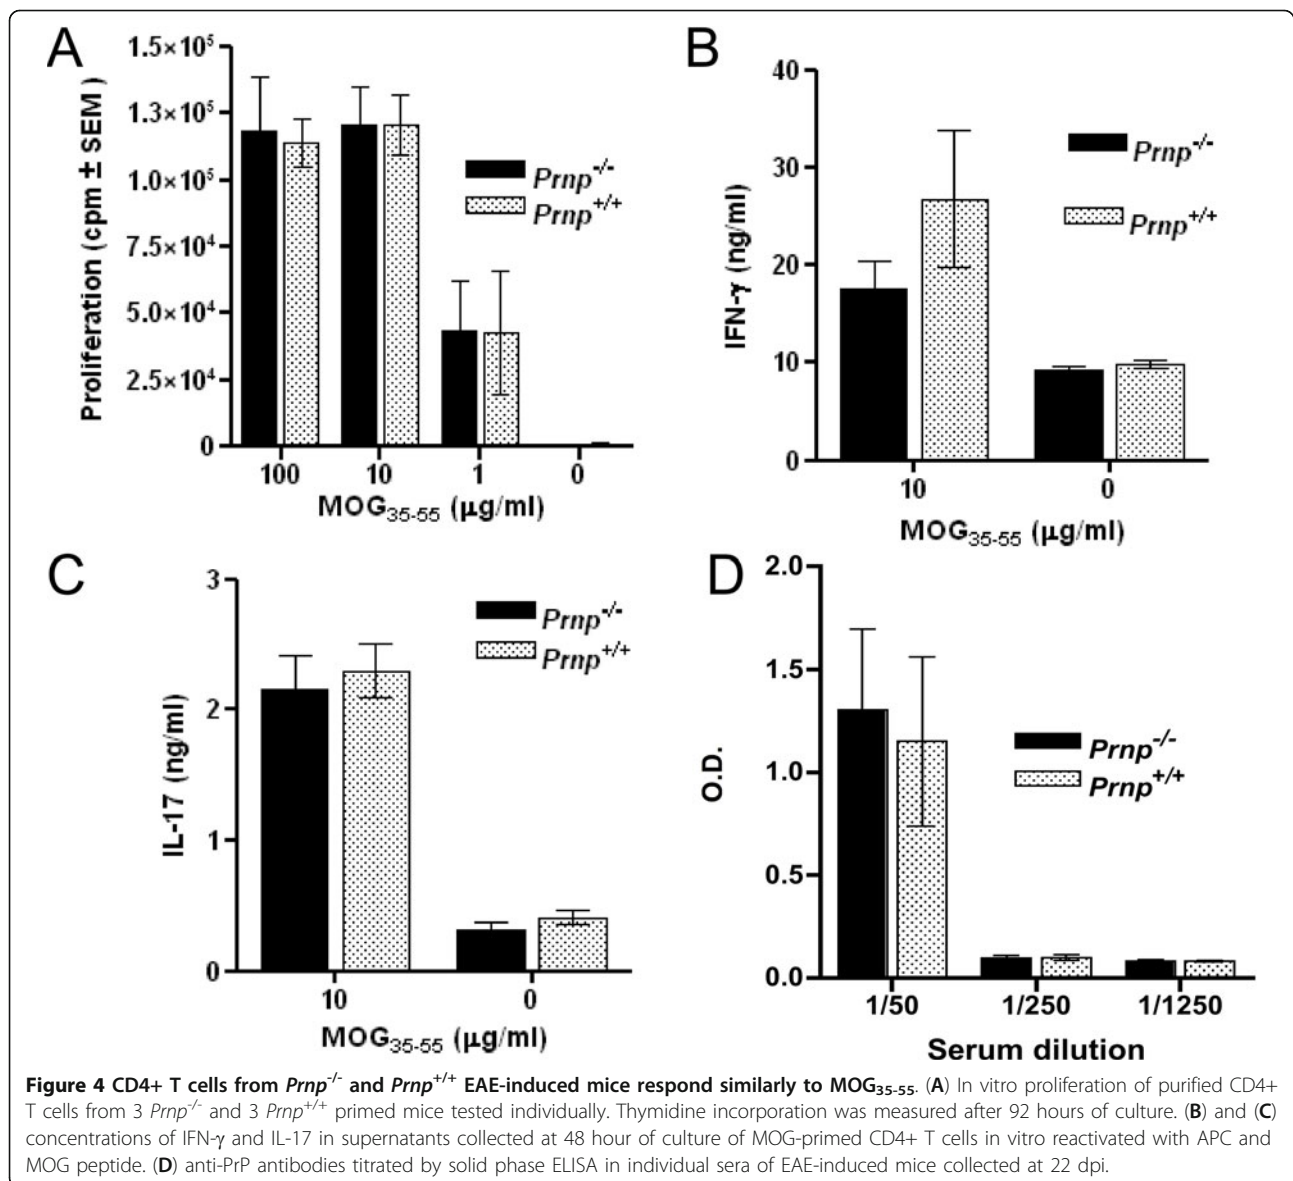 A
1.5×10⁵
1.3×10⁵
1.0×10⁵
7.5×10⁴
5.0×10⁴
2.5×10⁴
0
Proliferation (cpm ± SEM )
Prnp-/-
Prnp+/+
100 10 1 0
MOG35-55 (μg/ml)
B
40
30
20
10
0
IFN-γ (ng/ml)
Prnp-/-
Prnp+/+
10 0
MOG35-55 (μg/ml)
C
3
2
1
0
IL-17 (ng/ml)
Prnp-/-
Prnp+/+
10 0
MOG35-55 (μg/ml)
D
2.0
1.5
1.0
0.5
0.0
O.D.
Prnp-/-
Prnp+/+
1/50 1/250 1/1250
Serum dilution
Figure 4 CD4+ T cells from Prnp-/- and Prnp+/+ EAE-induced mice respond similarly to MOG35-55. (A) In vitro proliferation of purified CD4+
T cells from 3 Prnp-/- and 3 Prnp+/+ primed mice tested individually. Thymidine incorporation was measured after 92 hours of culture. (B) and (C)
concentrations of IFN-γ and IL-17 in supernatants collected at 48 hour of culture of MOG-primed CD4+ T cells in vitro reactivated with APC and
MOG peptide. (D) anti-PrP antibodies titrated by solid phase ELISA in individual sera of EAE-induced mice collected at 22 dpi.